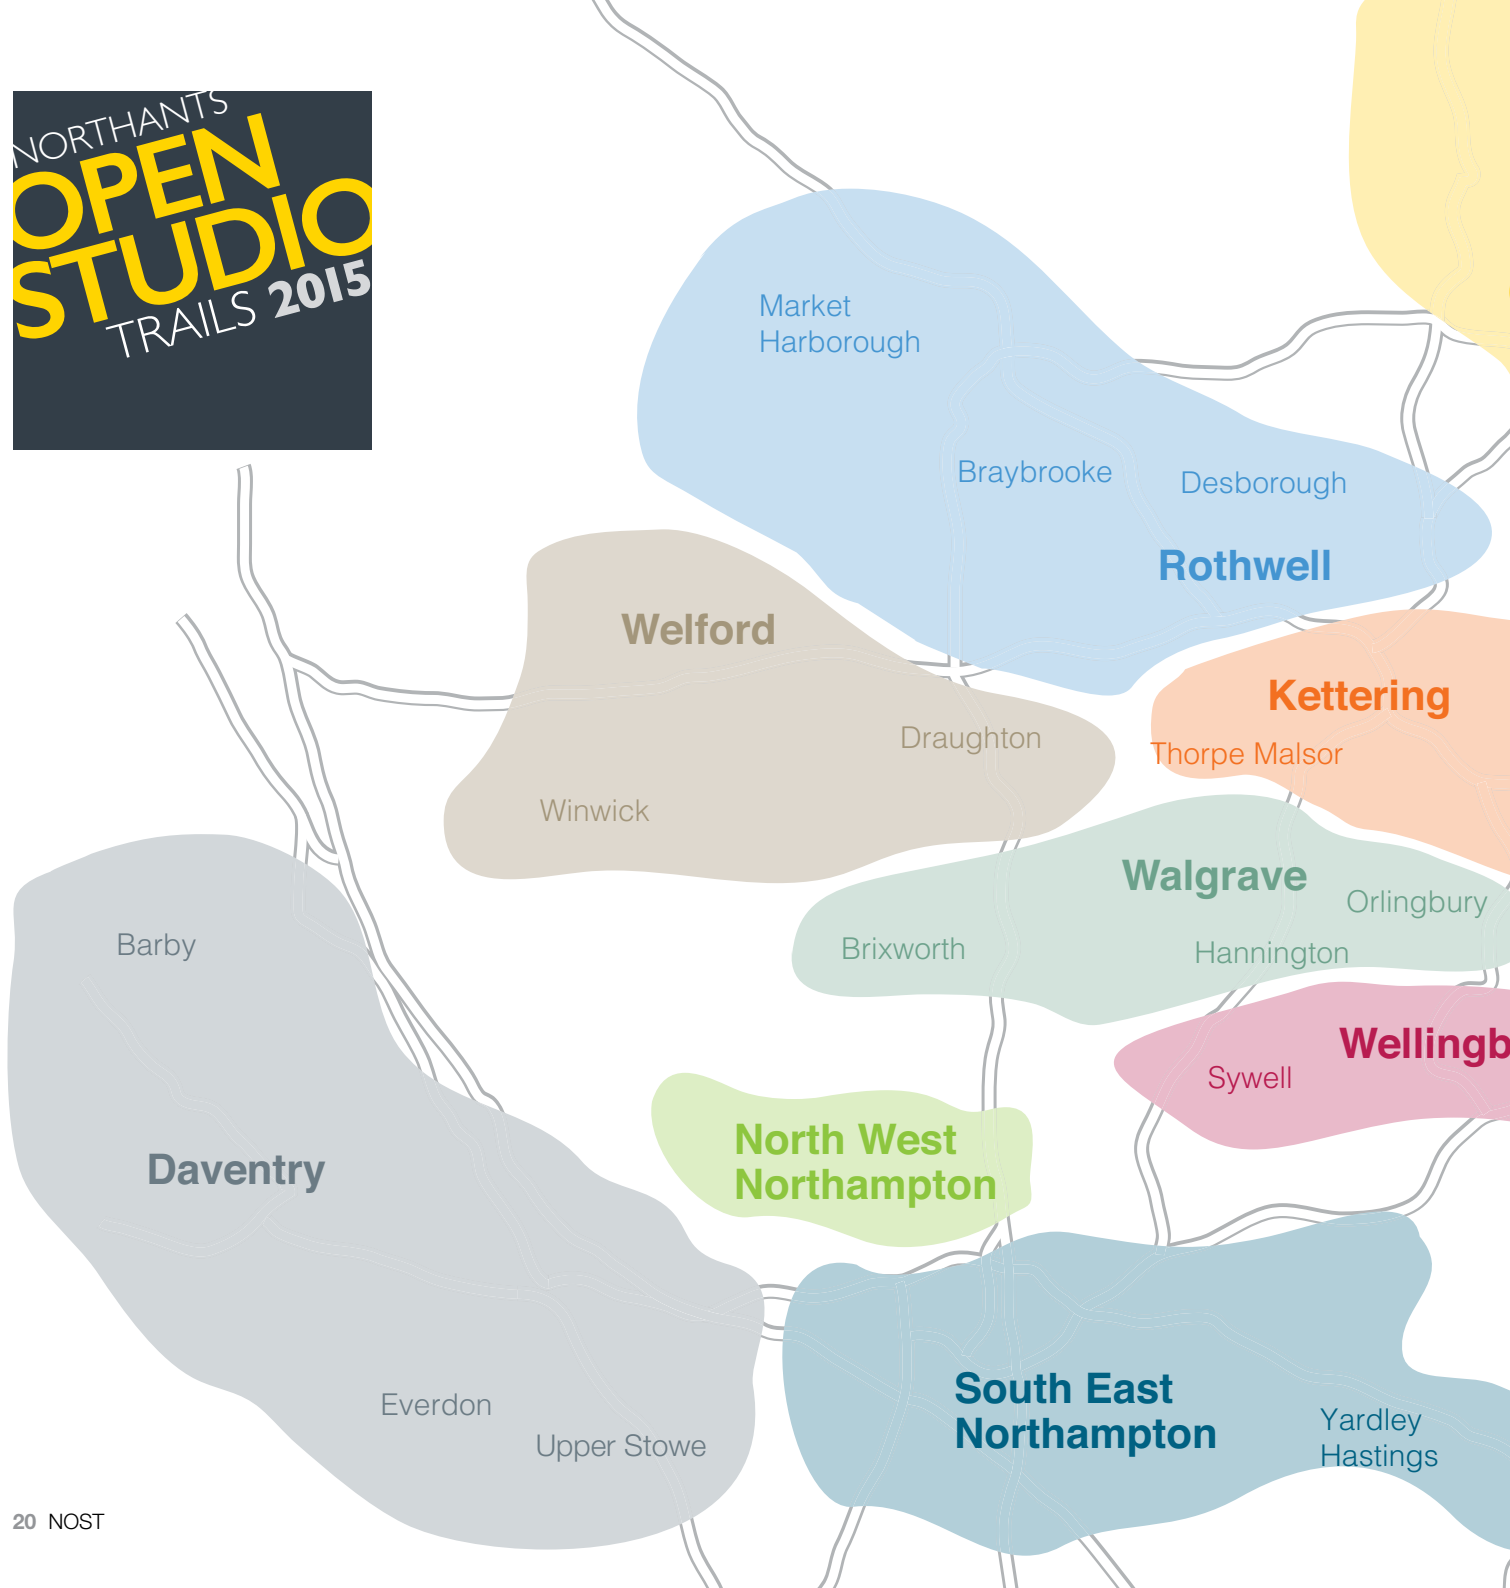 NORTHANTS
OPEN
STUDIO
TRAILS 2015
Market
Harborough
Braybrooke
Desborough
Rothwell
Welford
Kettering
Draughton
Thorpe Malsor
Winwick
Walgrave
Orlingbury
Barby
Brixworth
Hannington
Wellingb
Sywell
North West
Northampton
Daventry
South East
Northampton
Everdon
Yardley
Hastings
Upper Stowe
20 NOST